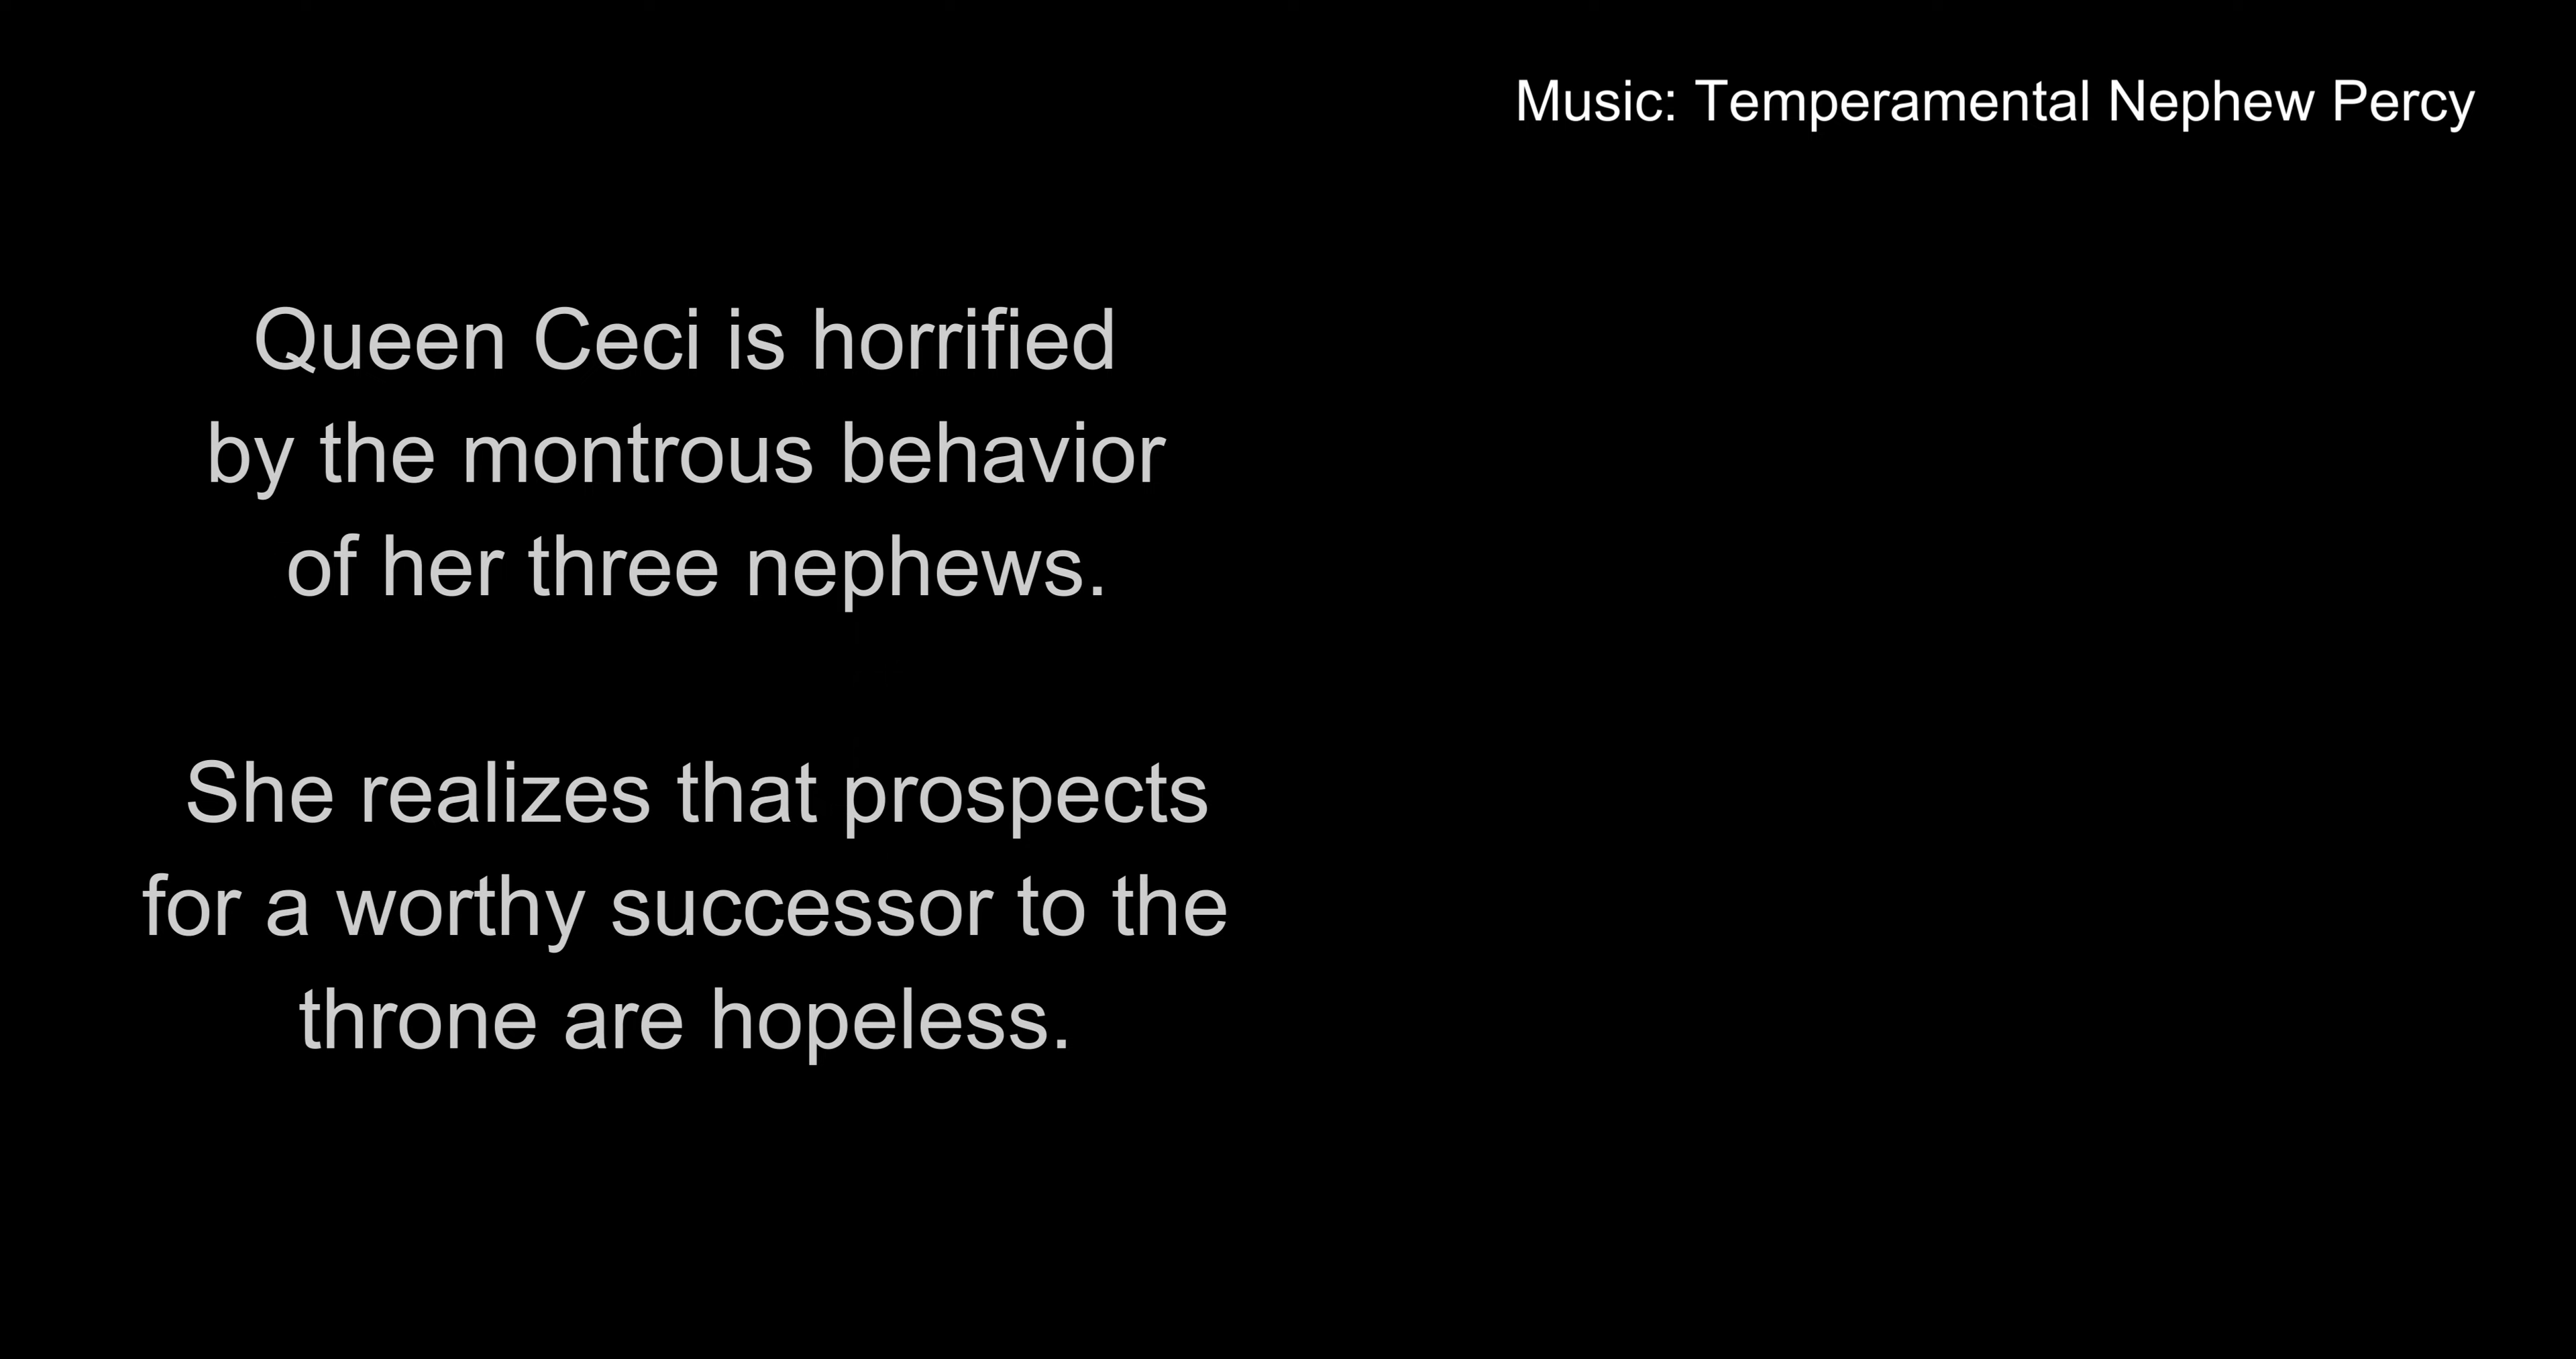 Music: Temperamental Nephew Percy
Queen Ceci is horrified
by the montrous behavior
of her three nephews.
She realizes that prospects
for a worthy successor to the
throne are hopeless.